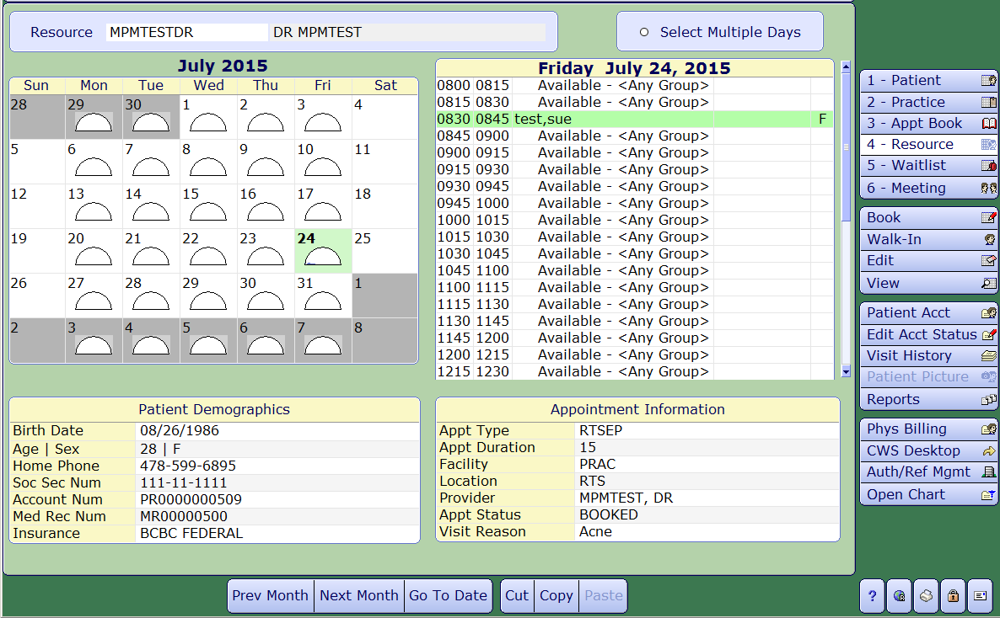 Resource MPMTESTDR DR MPMTEST
Select Multiple Days
July 2015
Sun Mon Tue Wed Thu Fri Sat
28 29 30 1 2 3 4
5 6 7 8 9 10 11
12 13 14 15 16 17 18
19 20 21 22 23 24 25
26 27 28 29 30 31 1
2 3 4 5 6 7 8
Friday July 24, 2015
0800 0815 Available - <Any Group>
0815 0830 Available - <Any Group>
0830 0845 test,sue F
0845 0900 Available - <Any Group>
0900 0915 Available - <Any Group>
0915 0930 Available - <Any Group>
0930 0945 Available - <Any Group>
0945 1000 Available - <Any Group>
1000 1015 Available - <Any Group>
1015 1030 Available - <Any Group>
1030 1045 Available - <Any Group>
1045 1100 Available - <Any Group>
1100 1115 Available - <Any Group>
1115 1130 Available - <Any Group>
1130 1145 Available - <Any Group>
1145 1200 Available - <Any Group>
1200 1215 Available - <Any Group>
1215 1230 Available - <Any Group>
Patient Demographics
Birth Date 08/26/1986
Age | Sex 28 | F
Home Phone 478-599-6895
Soc Sec Num 111-11-1111
Account Num PR0000000509
Med Rec Num MR00000500
Insurance BCBC FEDERAL
Appointment Information
Appt Type RTSEP
Appt Duration 15
Facility PRAC
Location RTS
Provider MPMTEST, DR
Appt Status BOOKED
Visit Reason Acne
1 - Patient
2 - Practice
3 - Appt Book
4 - Resource
5 - Waitlist
6 - Meeting
Book
Walk-In
Edit
View
Patient Acct
Edit Acct Status
Visit History
Patient Picture
Reports
Phys Billing
CWS Desktop
Auth/Ref Mgmt
Open Chart
Prev Month Next Month Go To Date Cut Copy Paste
?